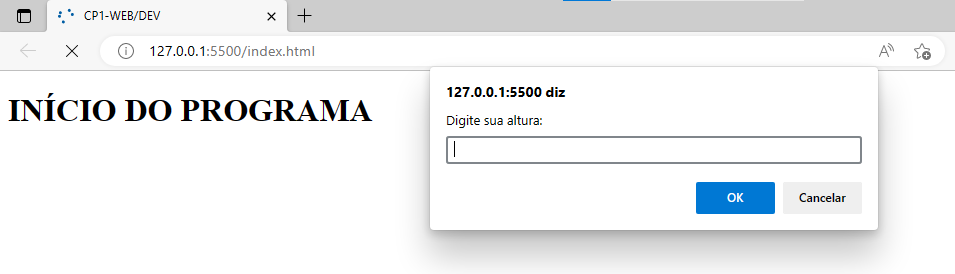 CP1-WEB/DEV
127.0.0.1:5500/index.html
INÍCIO DO PROGRAMA
127.0.0.1:5500 diz
Digite sua altura:
OK
Cancelar